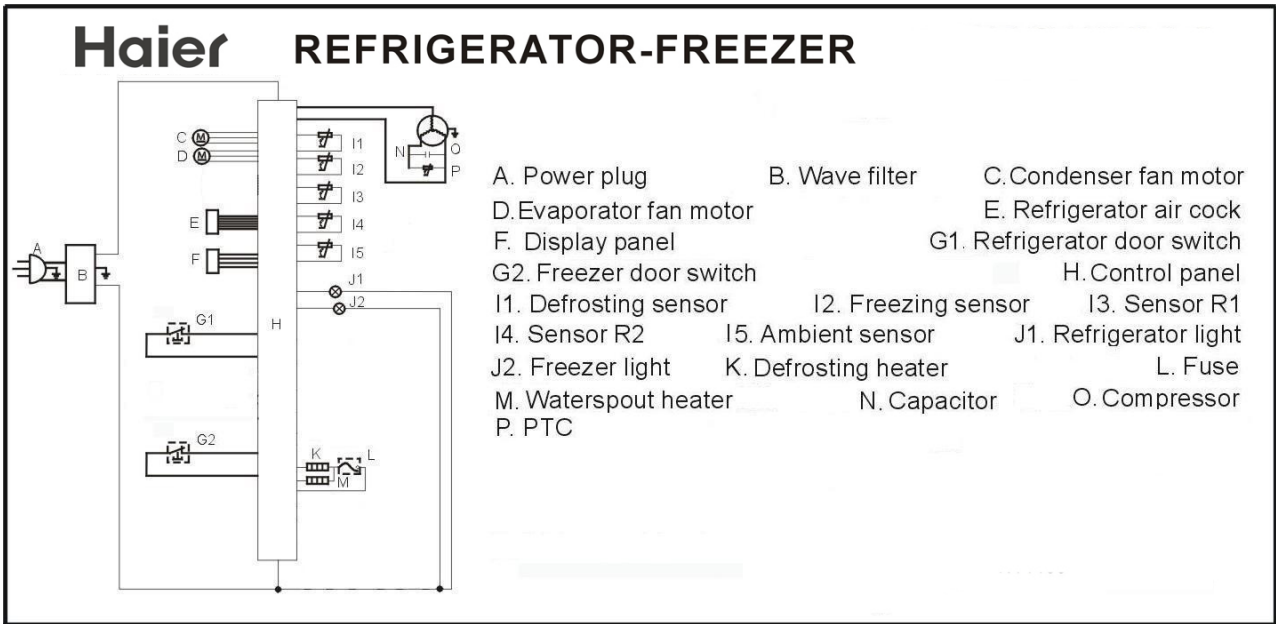 Haier REFRIGERATOR-FREEZER
C M
D M
E
F
A
B
G1
G2
H
I1
I2
I3
I4
I5
J1
J2
K
L
M
N
O
P
A. Power plug B. Wave filter C.Condenser fan motor
D.Evaporator fan motor E. Refrigerator air cock
F. Display panel G1. Refrigerator door switch
G2. Freezer door switch H.Control panel
I1. Defrosting sensor I2. Freezing sensor I3. Sensor R1
I4. Sensor R2 I5. Ambient sensor J1. Refrigerator light
J2. Freezer light K. Defrosting heater L. Fuse
M. Waterspout heater N. Capacitor O. Compressor
P. PTC